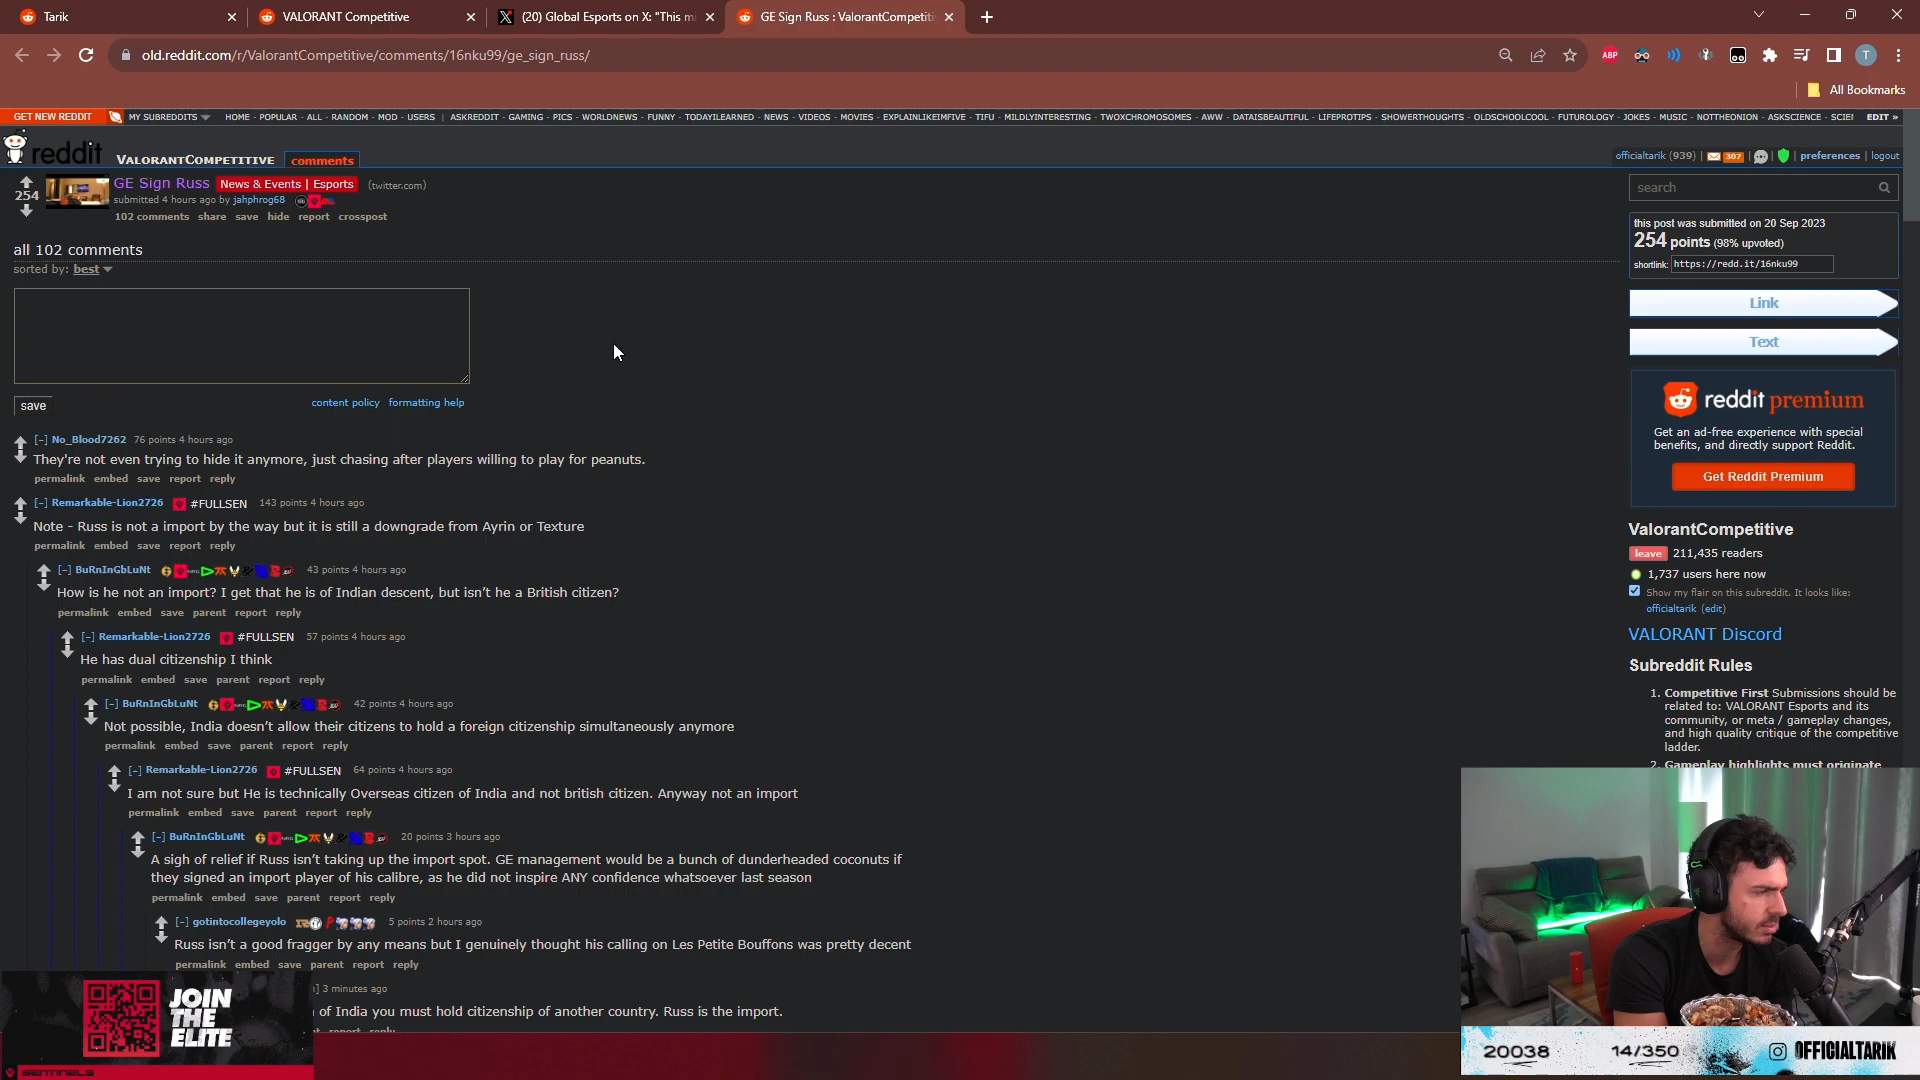 Tarik
VALORANT Competitive
(20) Global Esports on X: "This mi
GE Sign Russ : ValorantCompetiti
old.reddit.com/r/ValorantCompetitive/comments/16nku99/ge_sign_russ/
ABP
T
All Bookmarks
GET NEW REDDIT
MY SUBREDDITS
HOME - POPULAR - ALL - RANDOM - MOD - USERS | ASKREDDIT - GAMING - PICS - WORLDNEWS - FUNNY - TODAYILEARNED - NEWS - VIDEOS - MOVIES - EXPLAINLIKEIMFIVE - TIFU - MILDLYINTERESTING - TWOXCHROMOSOMES - AWW - DATAISBEAUTIFUL - LIFEPROTIPS - SHOWERTHOUGHTS - OLDSCHOOLCOOL - FUTUROLOGY - JOKES - MUSIC - NOTTHEONION - ASKSCIENCE - SCIEI
EDIT »
reddit VALORANTCOMPETITIVE comments
officialtarik (939) | 307 | preferences | logout
254
GE Sign Russ News & Events | Esports (twitter.com)
submitted 4 hours ago by jahphrog68
102 comments share save hide report crosspost
all 102 comments
sorted by: best
save
content policy formatting help
[–] No_Blood7262 76 points 4 hours ago
They're not even trying to hide it anymore, just chasing after players willing to play for peanuts.
permalink embed save report reply
[–] Remarkable-Lion2726 #FULLSEN 143 points 4 hours ago
Note - Russ is not a import by the way but it is still a downgrade from Ayrin or Texture
permalink embed save report reply
[–] BuRnInGbLuNt 43 points 4 hours ago
How is he not an import? I get that he is of Indian descent, but isn't he a British citizen?
permalink embed save parent report reply
[–] Remarkable-Lion2726 #FULLSEN 57 points 4 hours ago
He has dual citizenship I think
permalink embed save parent report reply
[–] BuRnInGbLuNt 42 points 4 hours ago
Not possible, India doesn't allow their citizens to hold a foreign citizenship simultaneously anymore
permalink embed save parent report reply
[–] Remarkable-Lion2726 #FULLSEN 64 points 4 hours ago
I am not sure but He is technically Overseas citizen of India and not british citizen. Anyway not an import
permalink embed save parent report reply
[–] BuRnInGbLuNt 20 points 3 hours ago
A sigh of relief if Russ isn't taking up the import spot. GE management would be a bunch of dunderheaded coconuts if
they signed an import player of his calibre, as he did not inspire ANY confidence whatsoever last season
permalink embed save parent report reply
[–] gotintocollegeyolo 5 points 2 hours ago
Russ isn't a good fragger by any means but I genuinely thought his calling on Les Petite Bouffons was pretty decent
permalink embed save parent report reply
3 minutes ago
of India you must hold citizenship of another country. Russ is the import.
report reply
search
this post was submitted on 20 Sep 2023
254 points (98% upvoted)
shortlink: https://redd.it/16nku99
Link
Text
reddit premium
Get an ad-free experience with special
benefits, and directly support Reddit.
Get Reddit Premium
ValorantCompetitive
leave 211,435 readers
1,737 users here now
Show my flair on this subreddit. It looks like:
officialtarik (edit)
VALORANT Discord
Subreddit Rules
1. Competitive First Submissions should be
related to: VALORANT Esports and its
community, or meta / gameplay changes,
and high quality critique of the competitive
ladder.
2. Gameplay highlights must originate
JOIN
THE
ELITE
SENTINELS
20038
14/350
OFFICIALTARIK